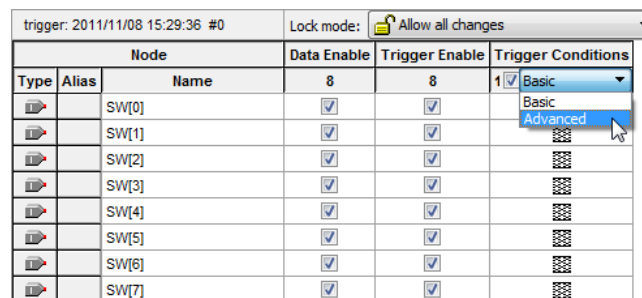 trigger: 2011/11/08 15:29:36 #0 Lock mode: Allow all changes
Node Data Enable Trigger Enable Trigger Conditions
Type Alias Name 8 8 1 Basic
Basic
Advanced
SW[0]
SW[1]
SW[2]
SW[3]
SW[4]
SW[5]
SW[6]
SW[7]